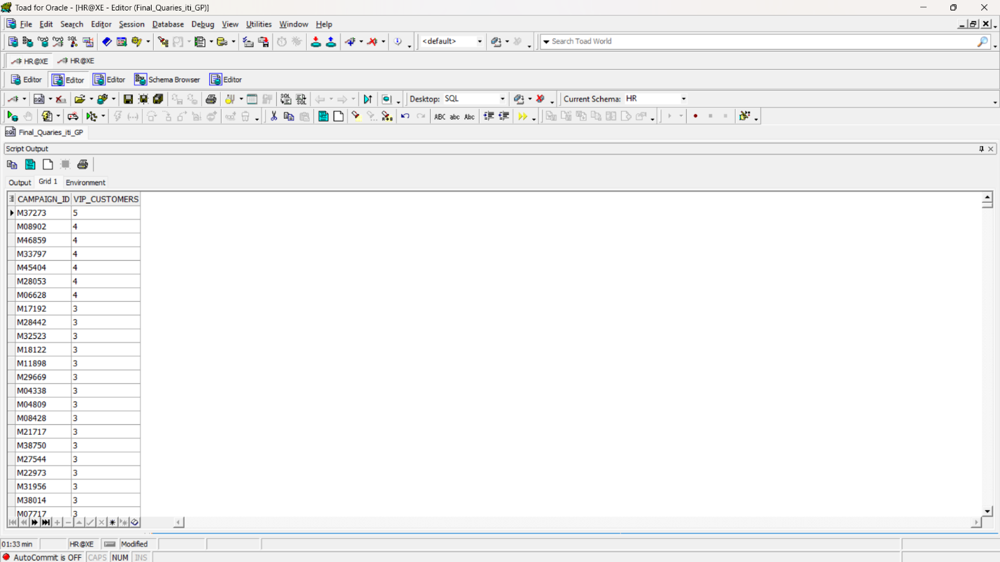 Toad for Oracle - [HR@XE - Editor (Final_Quaries_iti_GP)]
File Edit Search Editor Session Database Debug View Utilities Window Help
<default> Search Toad World
HR@XE HR@XE
Editor Editor Editor Schema Browser Editor
Desktop: SQL Current Schema: HR
ABC abc Abc
Final_Quaries_iti_GP
Script Output
Output Grid 1 Environment
CAMPAIGN_ID VIP_CUSTOMERS
M37273 5
M08902 4
M46859 4
M33797 4
M45404 4
M28053 4
M06628 4
M17192 3
M28442 3
M32523 3
M18122 3
M11898 3
M29669 3
M04338 3
M04809 3
M08428 3
M21717 3
M38750 3
M27544 3
M22973 3
M31956 3
M38014 3
M07717 3
01:33 min HR@XE Modified
AutoCommit is OFF CAPS NUM INS